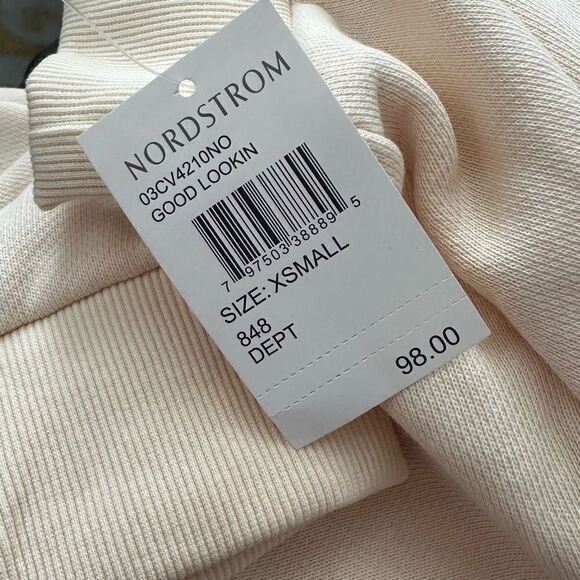 NORDSTROM
03CV4210NO
GOOD LOOKIN
7 97503 38889 5
SIZE: XSMALL
848
DEPT
98.00